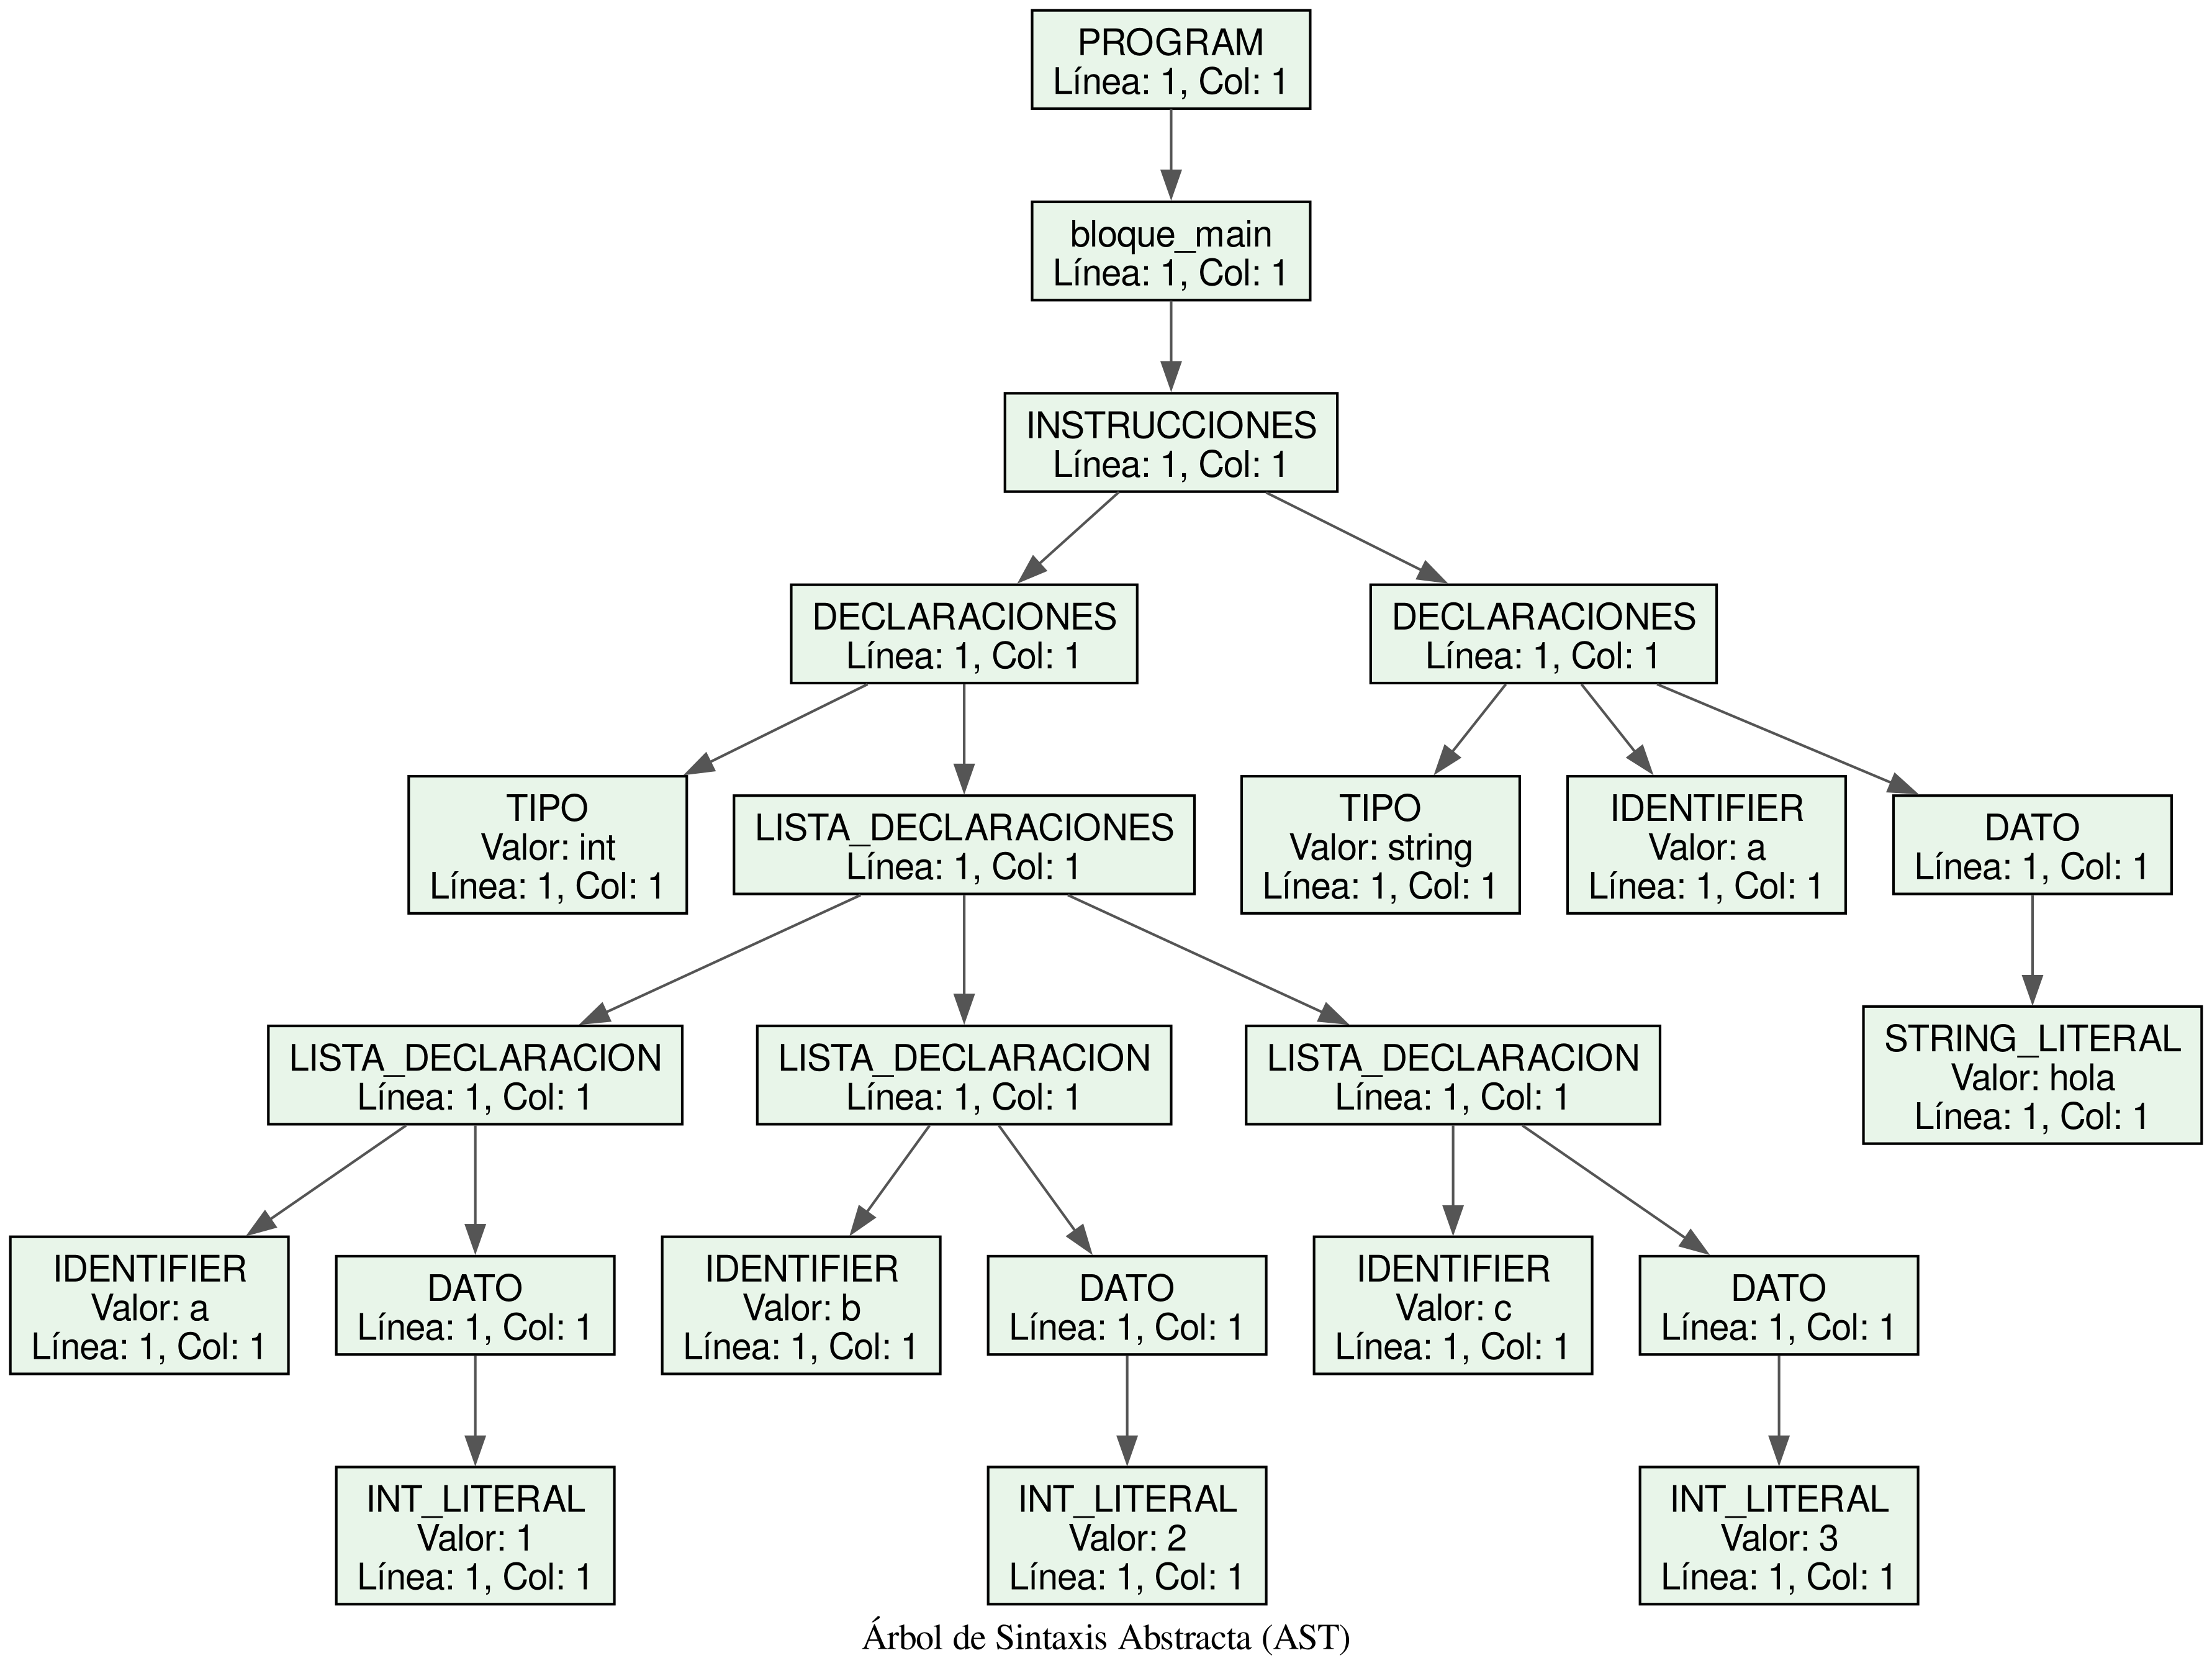 PROGRAM
Línea: 1, Col: 1
bloque_main
Línea: 1, Col: 1
INSTRUCCIONES
Línea: 1, Col: 1
DECLARACIONES
Línea: 1, Col: 1
DECLARACIONES
Línea: 1, Col: 1
TIPO
Valor: int
Línea: 1, Col: 1
LISTA_DECLARACIONES
Línea: 1, Col: 1
TIPO
Valor: string
Línea: 1, Col: 1
IDENTIFIER
Valor: a
Línea: 1, Col: 1
DATO
Línea: 1, Col: 1
LISTA_DECLARACION
Línea: 1, Col: 1
LISTA_DECLARACION
Línea: 1, Col: 1
LISTA_DECLARACION
Línea: 1, Col: 1
STRING_LITERAL
Valor: hola
Línea: 1, Col: 1
IDENTIFIER
Valor: a
Línea: 1, Col: 1
DATO
Línea: 1, Col: 1
IDENTIFIER
Valor: b
Línea: 1, Col: 1
DATO
Línea: 1, Col: 1
IDENTIFIER
Valor: c
Línea: 1, Col: 1
DATO
Línea: 1, Col: 1
INT_LITERAL
Valor: 1
Línea: 1, Col: 1
INT_LITERAL
Valor: 2
Línea: 1, Col: 1
INT_LITERAL
Valor: 3
Línea: 1, Col: 1
Árbol de Sintaxis Abstracta (AST)